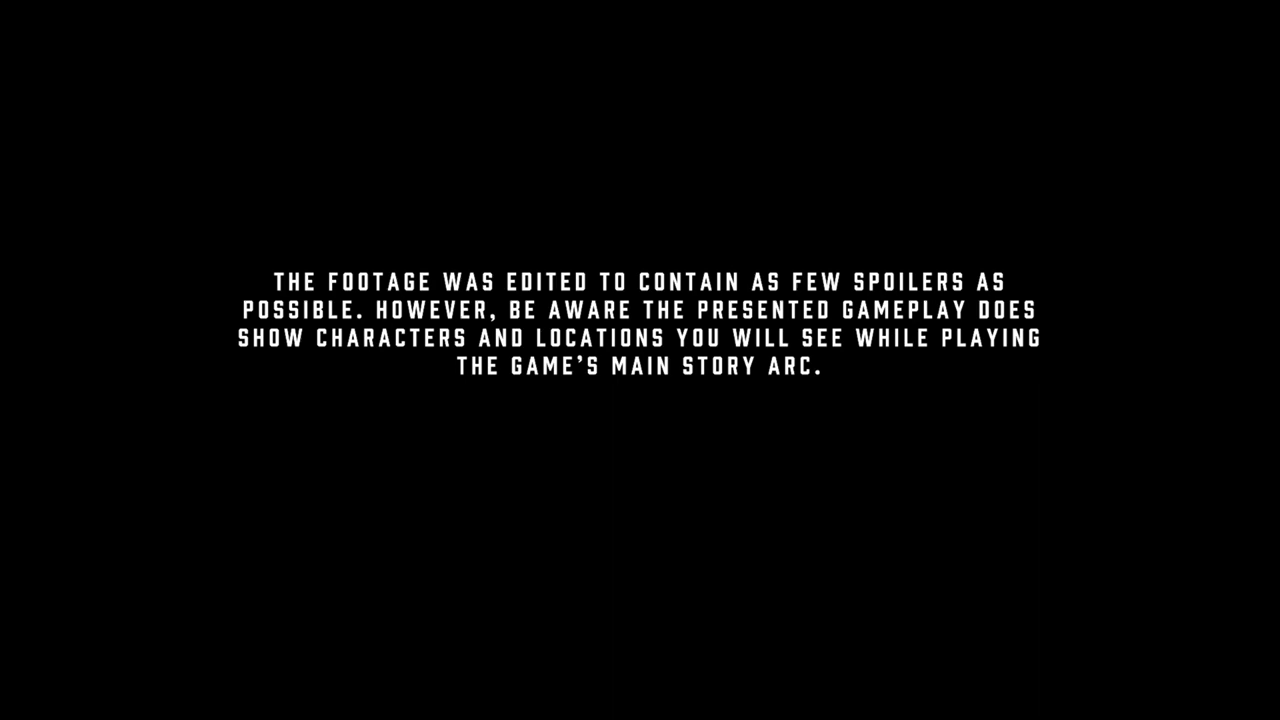 THE FOOTAGE WAS EDITED TO CONTAIN AS FEW SPOILERS AS
POSSIBLE. HOWEVER, BE AWARE THE PRESENTED GAMEPLAY DOES
SHOW CHARACTERS AND LOCATIONS YOU WILL SEE WHILE PLAYING
THE GAME’S MAIN STORY ARC.